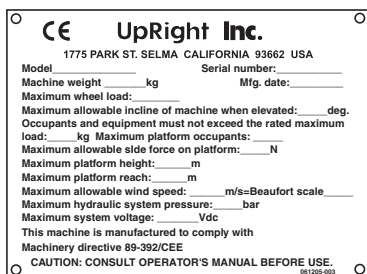 CE UpRight Inc.
1775 PARK ST. SELMA CALIFORNIA 93662 USA
Model______________ Serial number:___________
Machine weight _______kg Mfg. date:_________
Maximum wheel load:________
Maximum allowable incline of machine when elevated:_____deg.
Occupants and equipment must not exceed the rated maximum
load:_____kg Maximum platform occupants: _____
Maximum allowable side force on platform:_____N
Maximum platform height:______m
Maximum platform reach:______m
Maximum allowable wind speed: ______m/s=Beaufort scale_____
Maximum hydraulic system pressure:_____bar
Maximum system voltage: _______Vdc
This machine is manufactured to comply with
Machinery directive 89-392/CEE
CAUTION: CONSULT OPERATOR'S MANUAL BEFORE USE.
061205-003